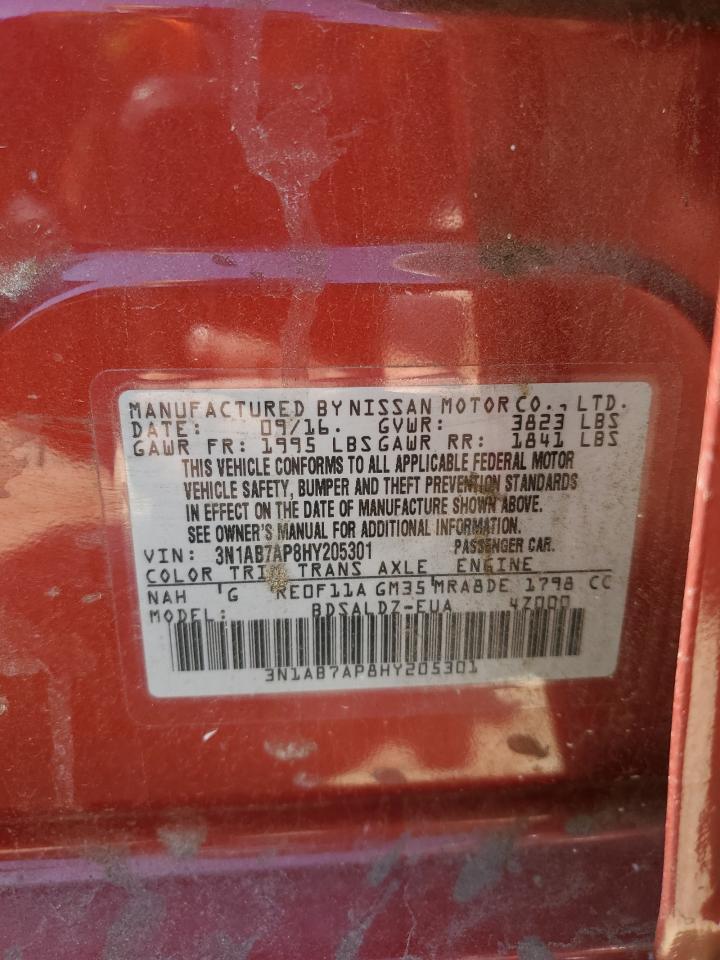 MANUFACTURED BY NISSAN MOTOR CO., LTD.
DATE: 09/16. GVWR: 3823 LBS
GAWR FR: 1995 LBS GAWR RR: 1841 LBS
THIS VEHICLE CONFORMS TO ALL APPLICABLE FEDERAL MOTOR
VEHICLE SAFETY, BUMPER AND THEFT PREVENTION STANDARDS
IN EFFECT ON THE DATE OF MANUFACTURE SHOWN ABOVE.
SEE OWNER'S MANUAL FOR ADDITIONAL INFORMATION.
VIN: 3N1AB7AP8HY205301 PASSENGER CAR.
COLOR TRIM TRANS AXLE ENGINE
NAH G RE0F11A GM35 MRA8DE 1798 CC
MODEL: BDSALDZ-EUA 4Z000
3N1AB7AP8HY205301